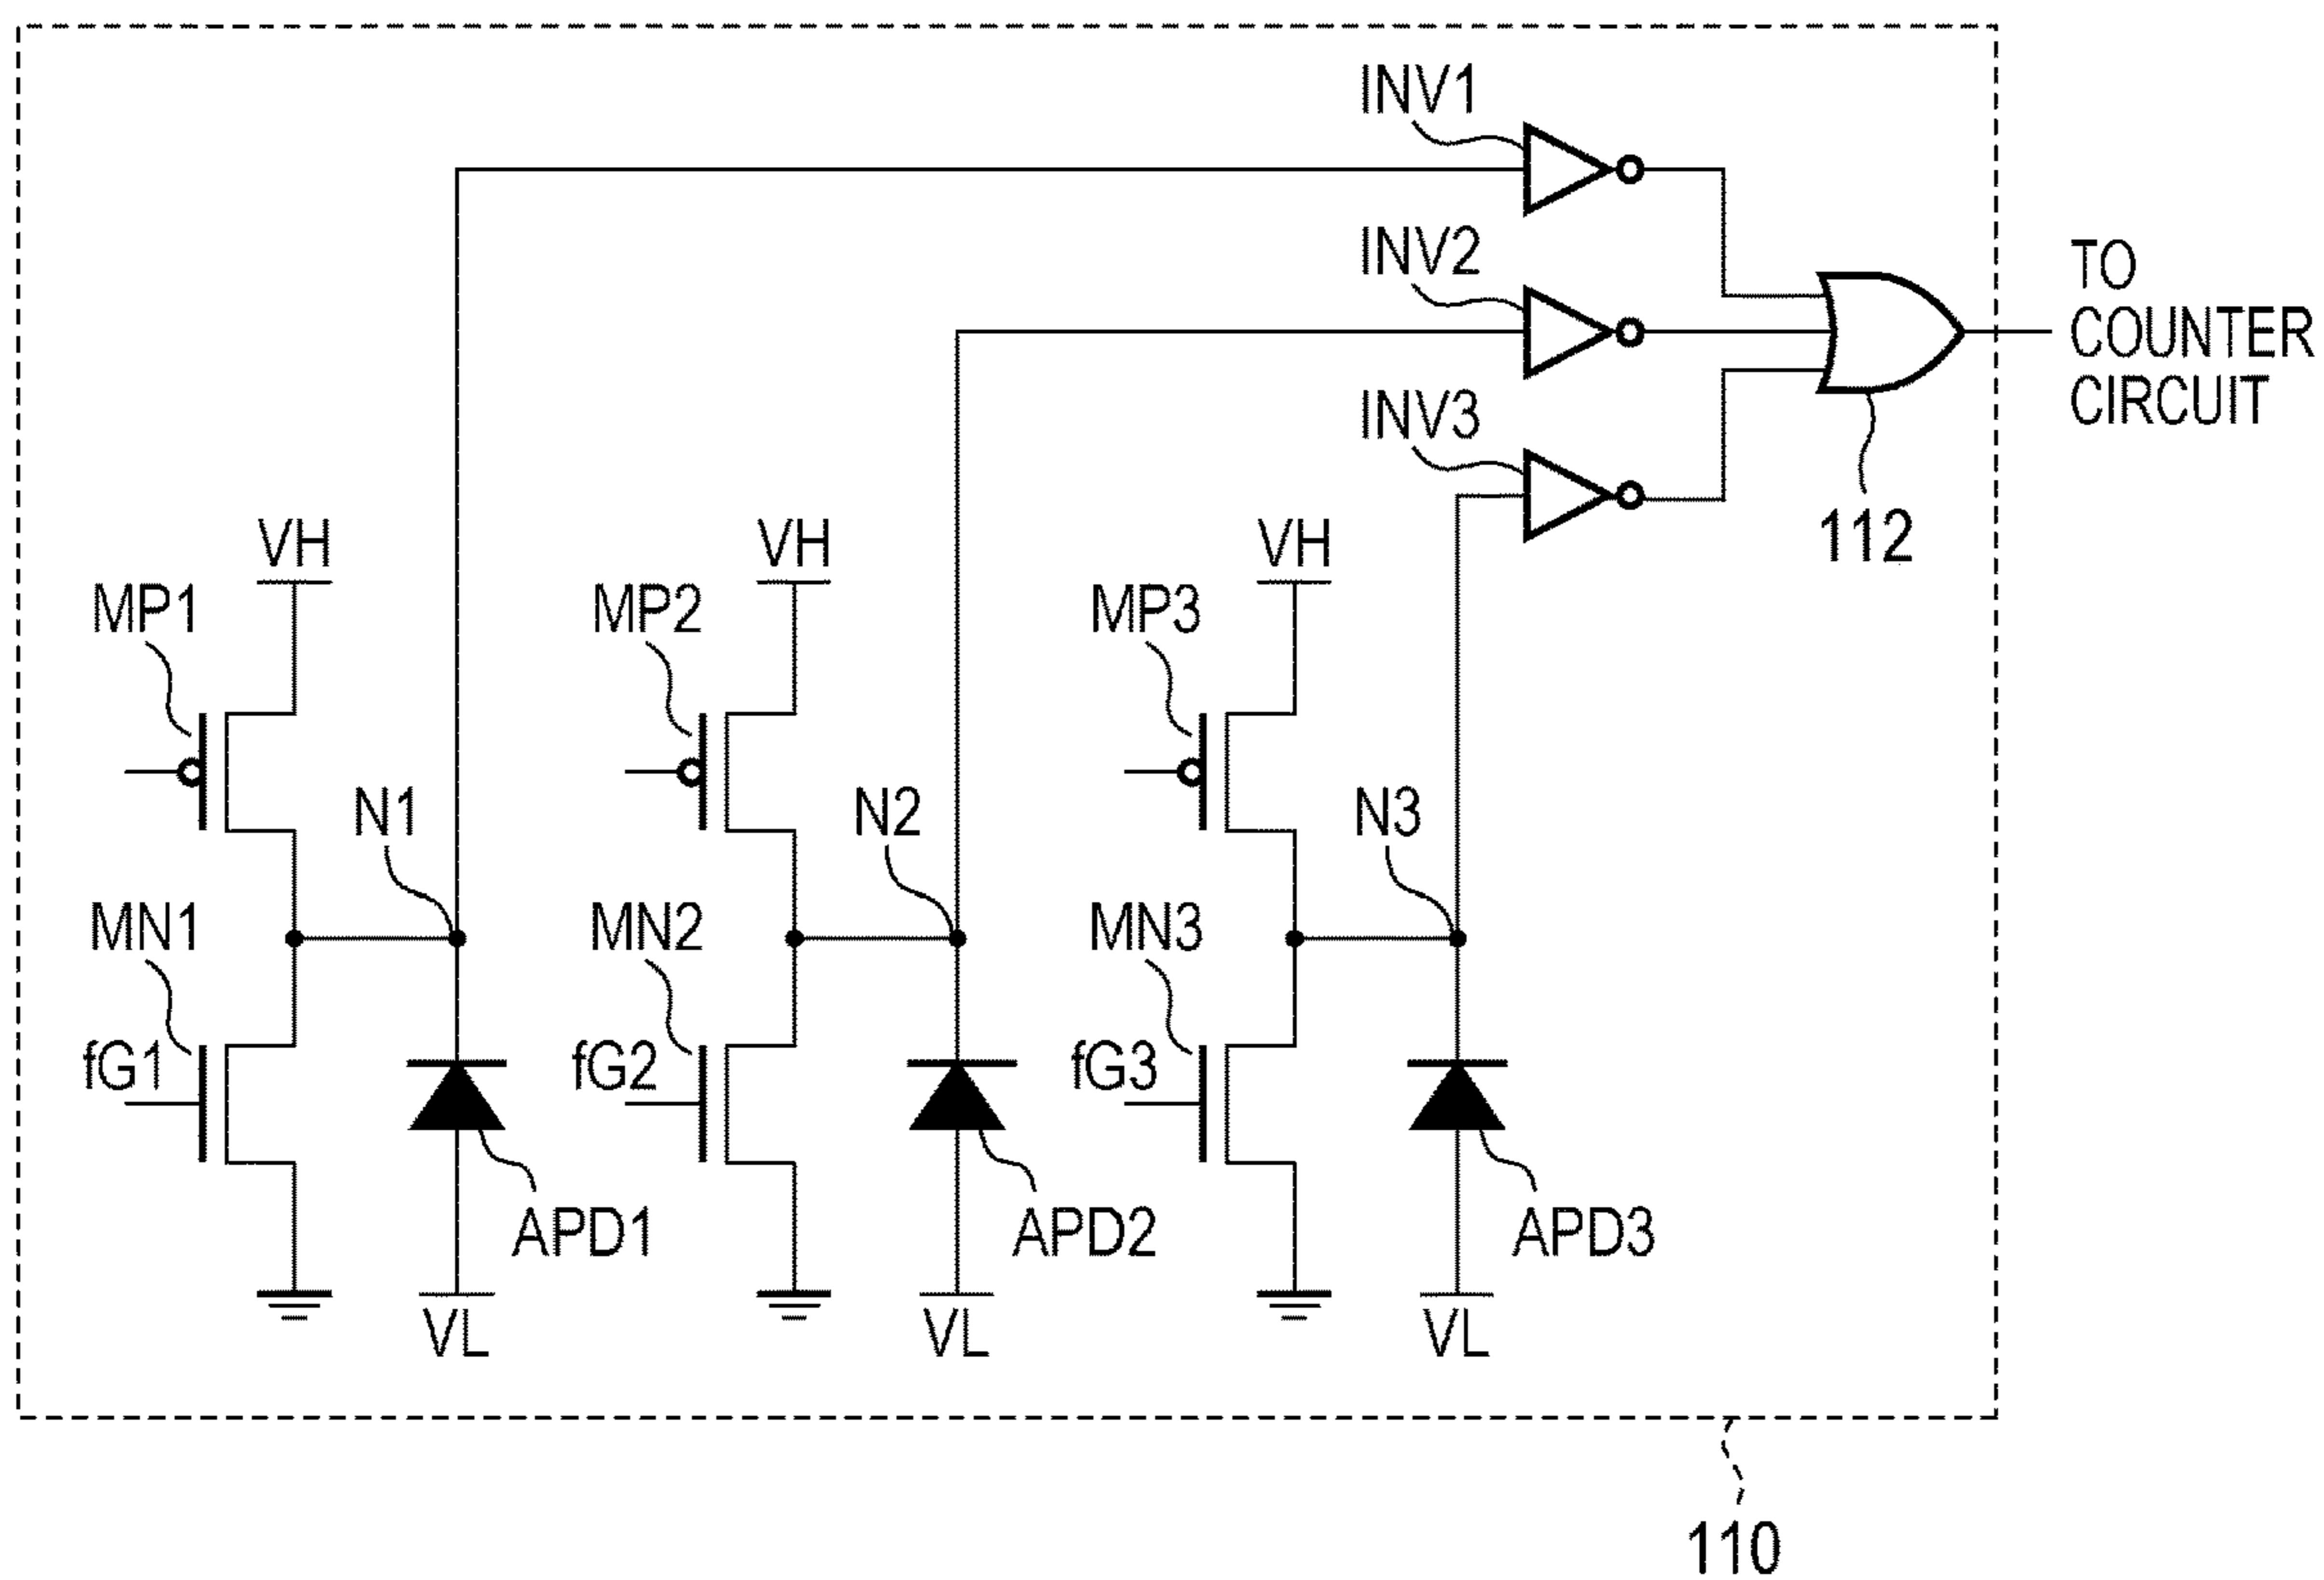 INV1
INV2
TO
COUNTER
CIRCUIT
INV3
112
VH
VH
VH
MP1
MP2
MP3
N1
N2
N3
MN1
MN2
MN3
fG1
fG2
fG3
APD1
APD2
APD3
VL
VL
VL
110